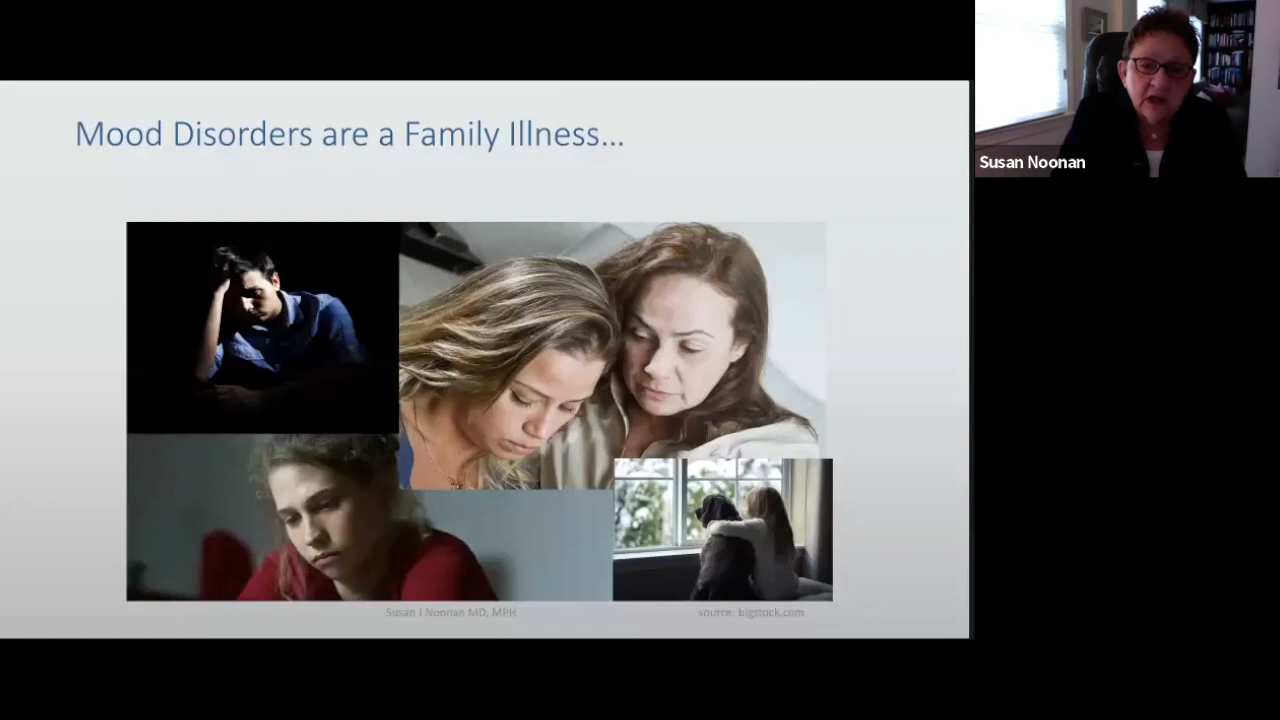 Mood Disorders are a Family Illness...
Susan Noonan
Susan J Noonan MD, MPH
source: bigstock.com